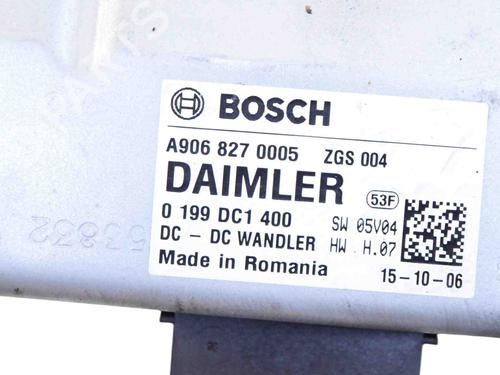 BOSCH
A906 827 0005 ZGS 004
DAIMLER 53F
0 199 DC1 400 SW 05V04
DC - DC WANDLER HW H.07
Made in Romania 15-10-06
53832